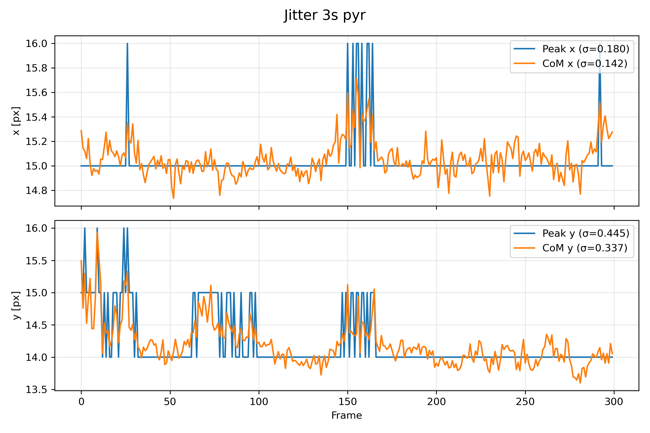 Jitter 3s pyr
Peak x (σ=0.180)
CoM x (σ=0.142)
x [px]
16.0
15.8
15.6
15.4
15.2
15.0
14.8
Peak y (σ=0.445)
CoM y (σ=0.337)
y [px]
16.0
15.5
15.0
14.5
14.0
13.5
0 50 100 150 200 250 300
Frame